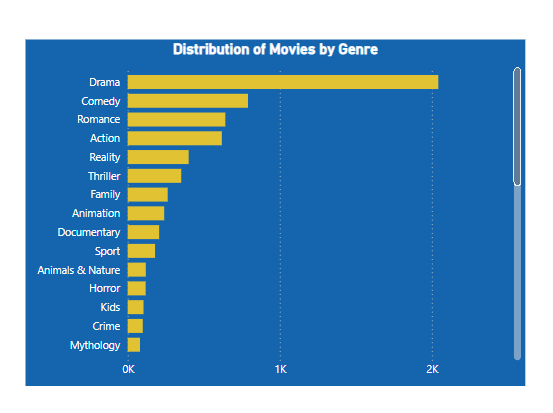 Distribution of Movies by Genre
Drama
Comedy
Romance
Action
Reality
Thriller
Family
Animation
Documentary
Sport
Animals & Nature
Horror
Kids
Crime
Mythology
0K 1K 2K